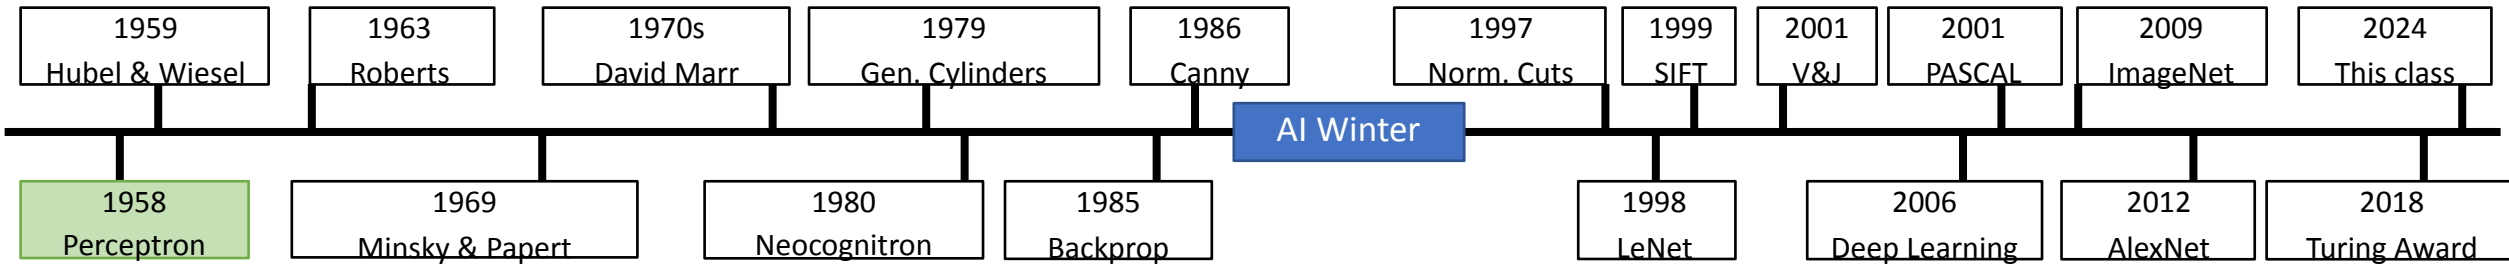 1959
Hubel & Wiesel
1963
Roberts
1970s
David Marr
1979
Gen. Cylinders
1986
Canny
1997
Norm. Cuts
1999
SIFT
2001
V&J
2001
PASCAL
2009
ImageNet
2024
This class
AI Winter
1958
Perceptron
1969
Minsky & Papert
1980
Neocognitron
1985
Backprop
1998
LeNet
2006
Deep Learning
2012
AlexNet
2018
Turing Award